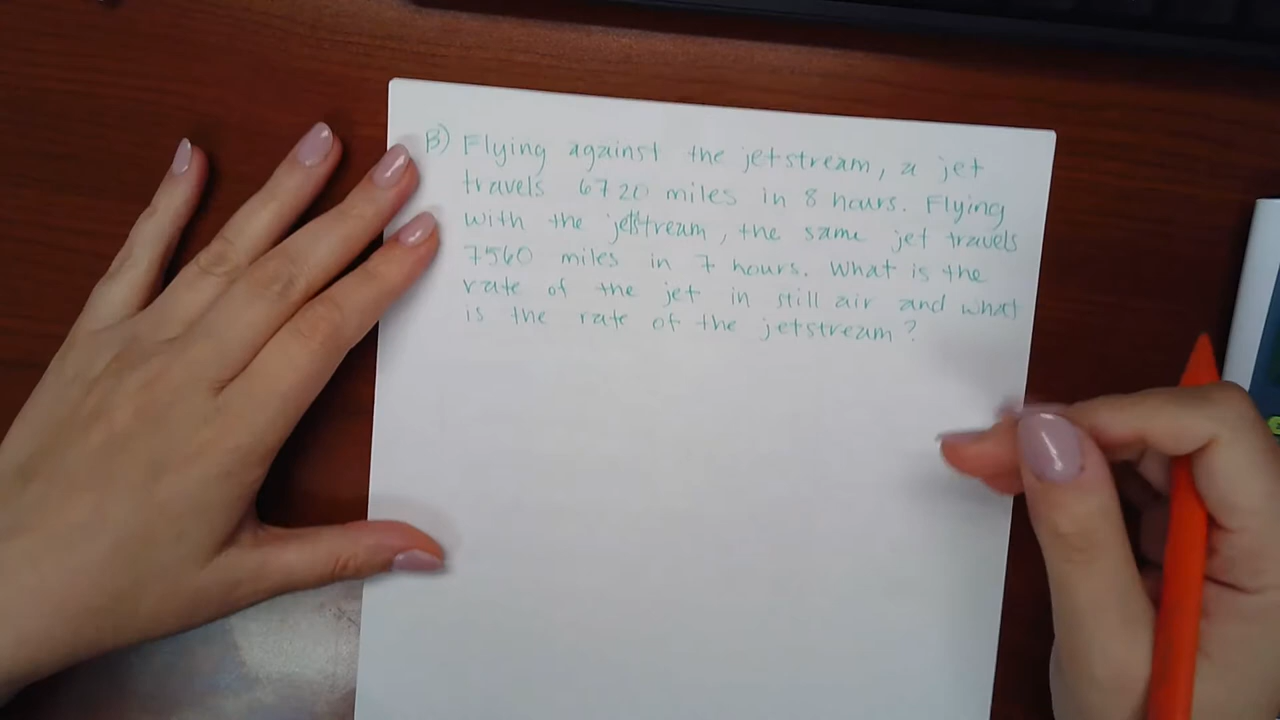 B) Flying against the jetstream, a jet
travels 6720 miles in 8 hours. Flying
with the jetstream, the same jet travels
7560 miles in 7 hours. What is the
rate of the jet in still air and what
is the rate of the jetstream?